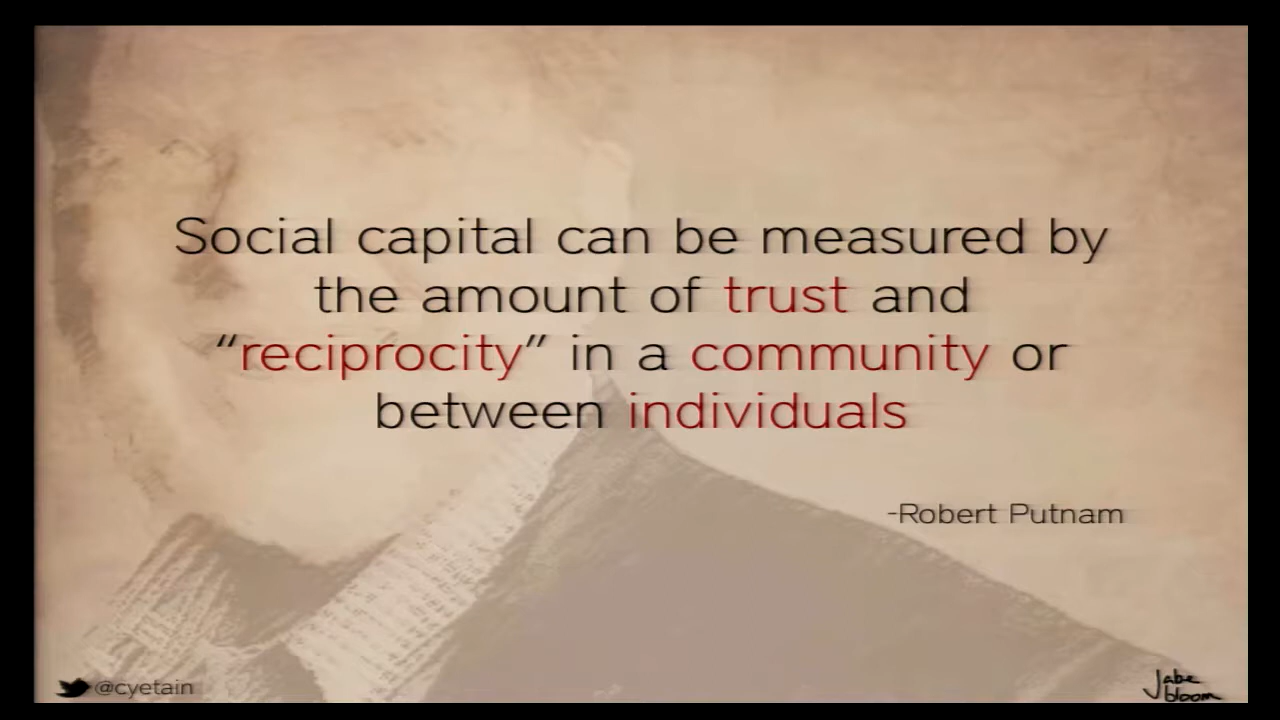 Social capital can be measured by
the amount of trust and
“reciprocity” in a community or
between individuals
-Robert Putnam
@cyetain
Jabe
bloom